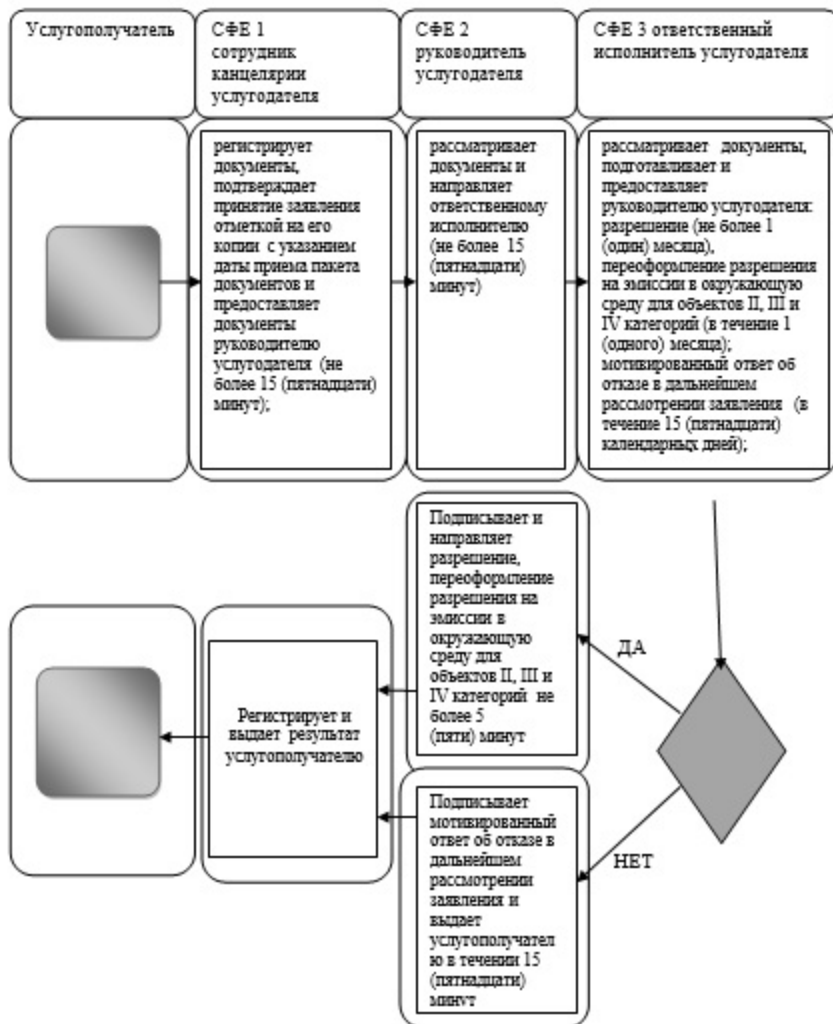 Услугополучатель
СФЕ 1
сотрудник
канцелярии
услугодателя
СФЕ 2
руководитель
услугодателя
СФЕ 3 ответственный
исполнитель услугодателя
регистрирует
документы,
подтверждает
принятие заявления
отметкой на его
копии с указанием
даты приема пакета
документов и
предоставляет
документы
руководителю
услугодателя (не
более 15 (пятнадцати)
минут);
рассматривает
документы и
направляет
ответственному
исполнителю
(не более 15
(пятнадцати)
минут)
рассматривает документы,
подготавливает и
предоставляет
руководителю услугодателя:
разрешение (не более 1
(один) месяца),
переоформление разрешения
на эмиссии в окружающую
среду для объектов II, III и
IV категорий (в течение 1
(одного) месяца);
мотивированный ответ об
отказе в дальнейшем
рассмотрении заявления (в
течение 15 (пятнадцати)
календарных дней);
Подписывает и
направляет
разрешение,
переоформление
разрешения на
эмиссии в
окружающую
среду для
объектов II, III и
IV категорий не
более 5
(пяти) минут
ДА
Регистрирует и
выдает результат
услугополучателю
Подписывает
мотивированный
ответ об отказе в
дальнейшем
рассмотрении
заявления и
выдает
услугополучател
ю в течении 15
(пятнадцати)
минут
НЕТ